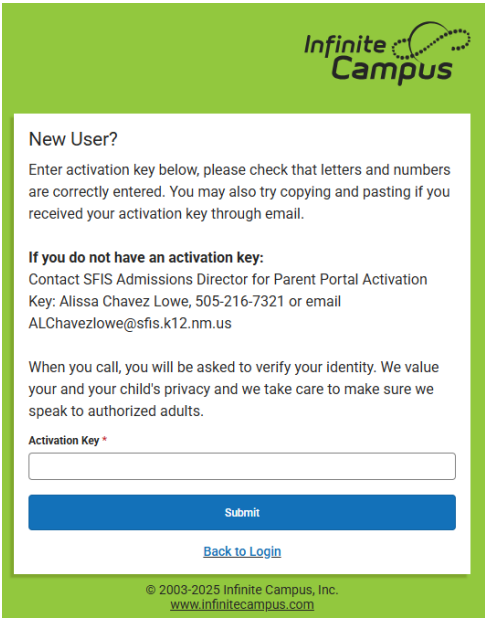 Infinite
Campus
New User?
Enter activation key below, please check that letters and numbers
are correctly entered. You may also try copying and pasting if you
received your activation key through email.
If you do not have an activation key:
Contact SFIS Admissions Director for Parent Portal Activation
Key: Alissa Chavez Lowe, 505-216-7321 or email
ALChavezlowe@sfis.k12.nm.us
When you call, you will be asked to verify your identity. We value
your and your child's privacy and we take care to make sure we
speak to authorized adults.
Activation Key *
Submit
Back to Login
© 2003-2025 Infinite Campus, Inc.
www.infinitecampus.com